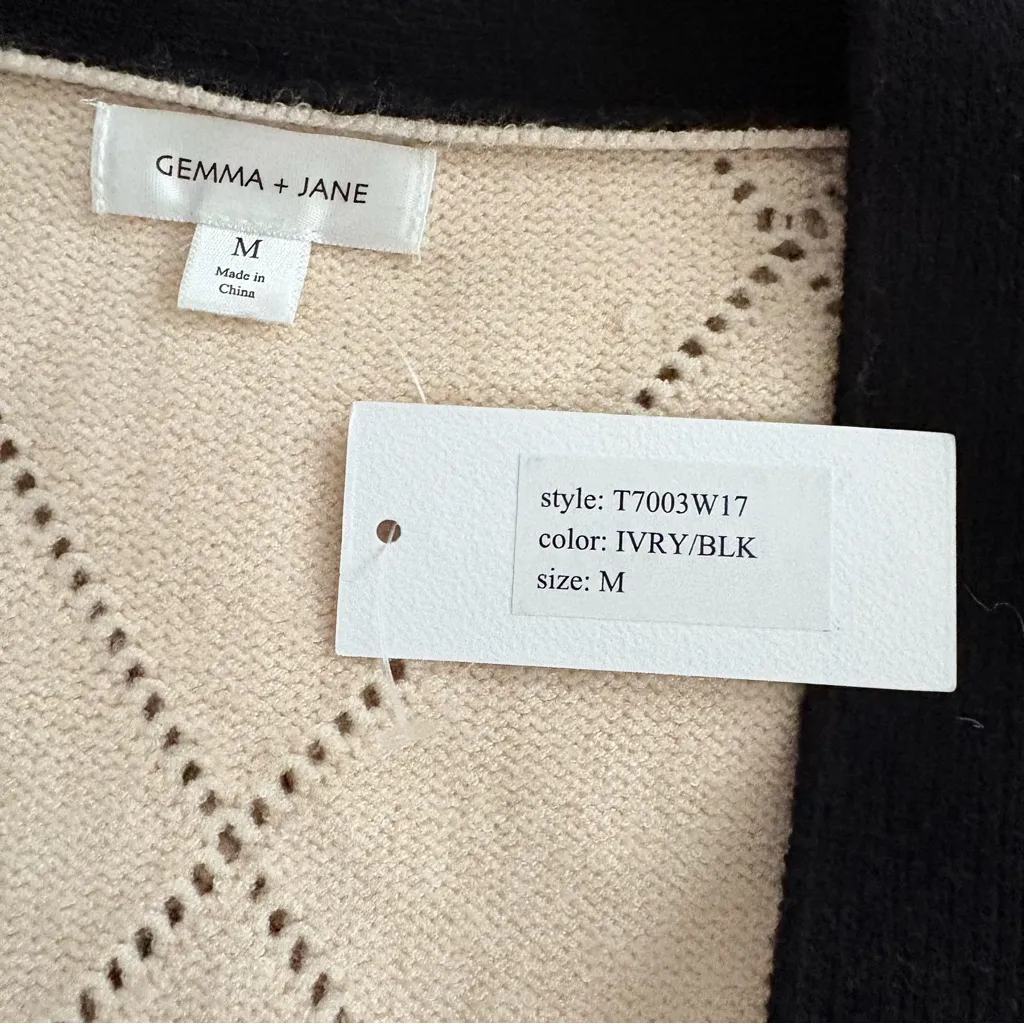 GEMMA + JANE
M
Made in
China
style: T7003W17
color: IVRY/BLK
size: M